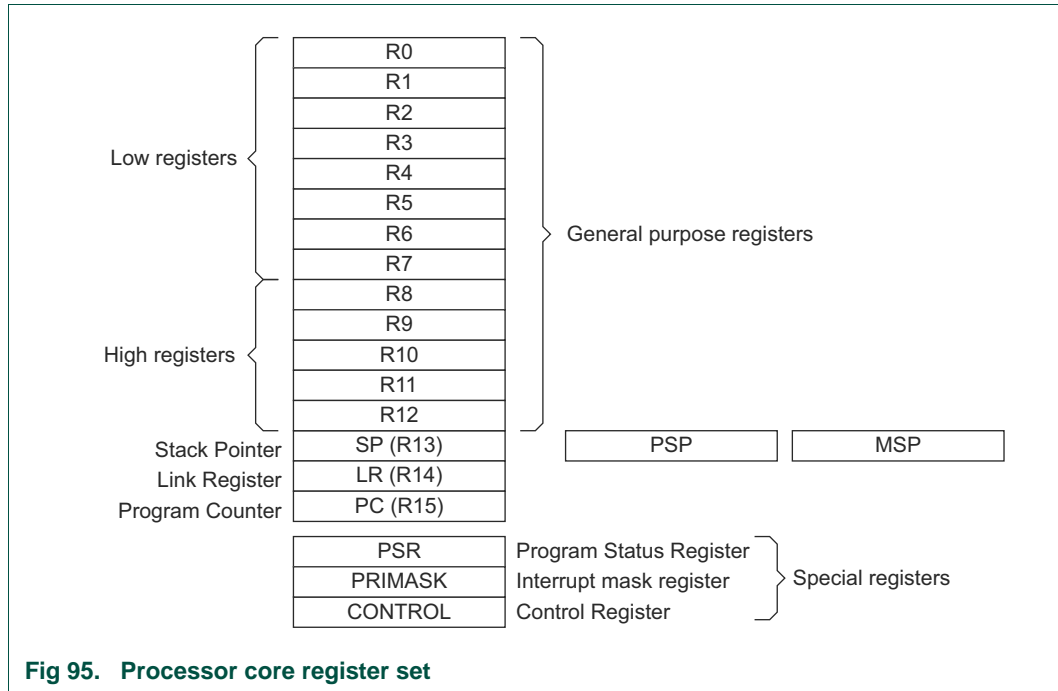 R0
R1
R2
R3
Low registers
R4
R5
R6
General purpose registers
R7
R8
R9
High registers
R10
R11
R12
Stack Pointer SP (R13) PSP MSP
Link Register LR (R14)
Program Counter PC (R15)
PSR Program Status Register
PRIMASK Interrupt mask register Special registers
CONTROL Control Register
Fig 95. Processor core register set